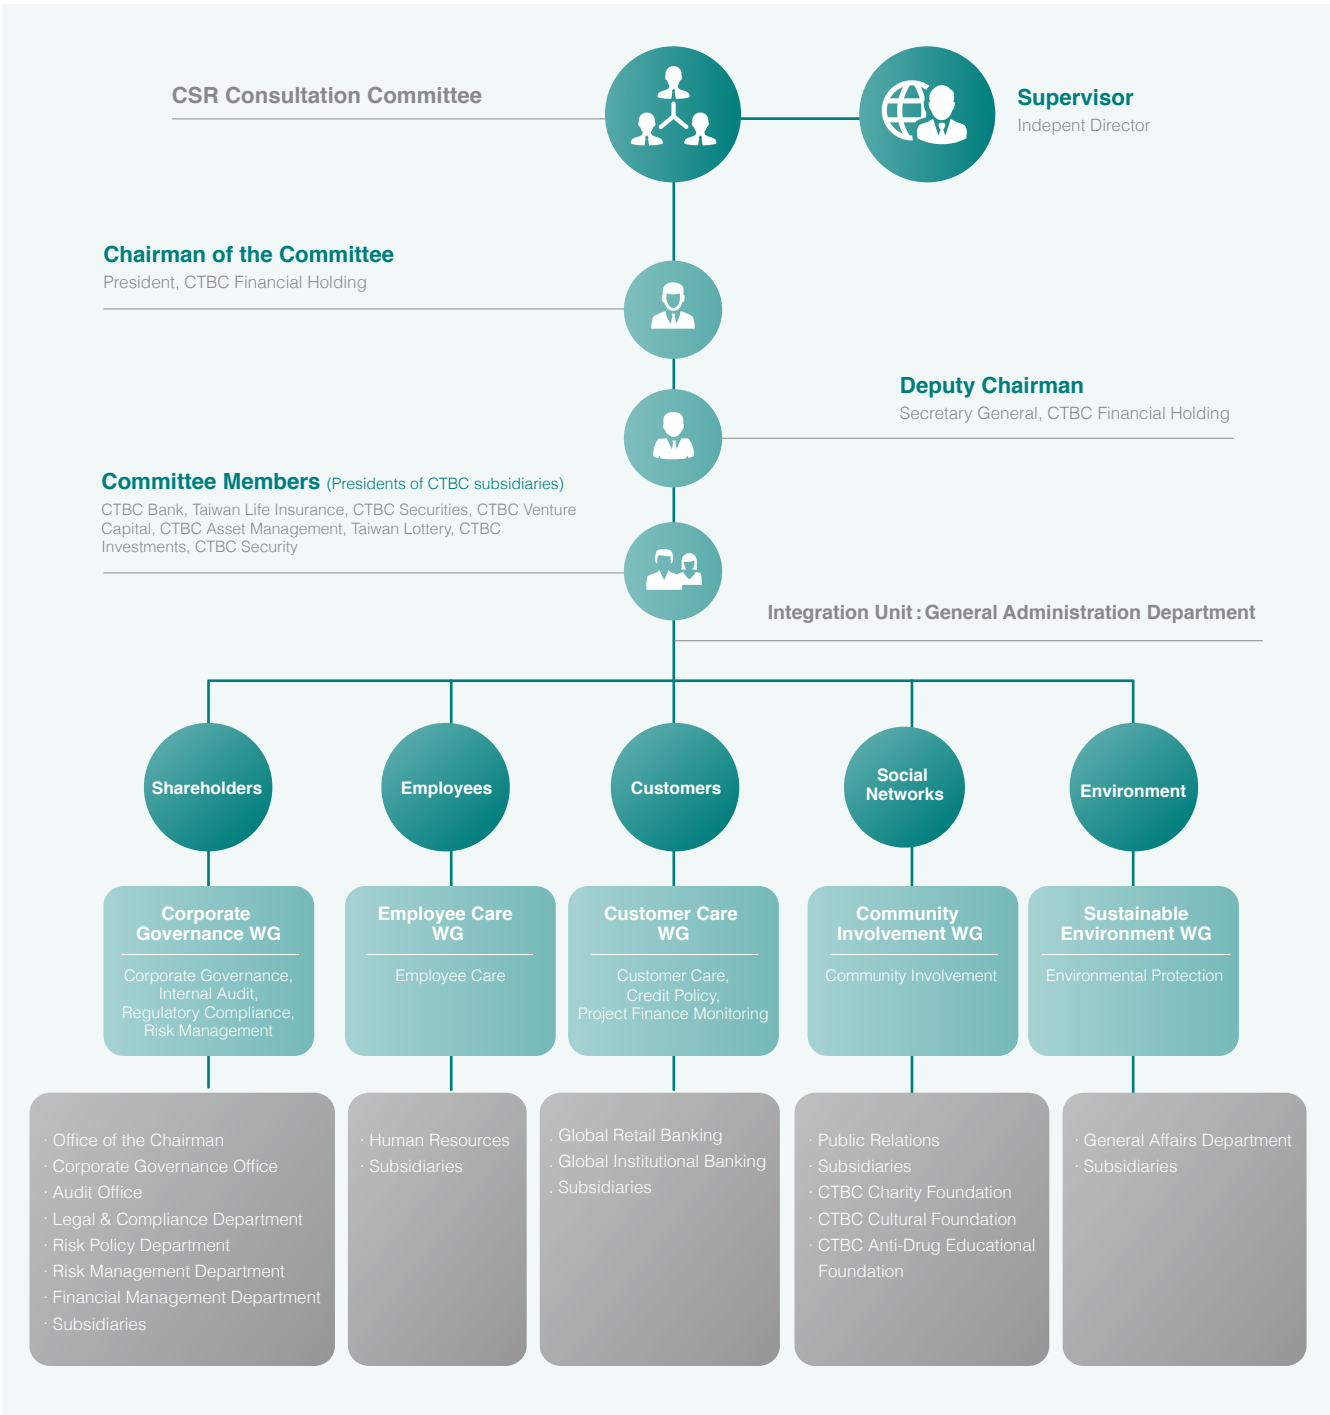 CSR Consultation Committee
Supervisor
Indepent Director
Chairman of the Committee
President, CTBC Financial Holding
Deputy Chairman
Secretary General, CTBC Financial Holding
Committee Members (Presidents of CTBC subsidiaries)
CTBC Bank, Taiwan Life Insurance, CTBC Securities, CTBC Venture
Capital, CTBC Asset Management, Taiwan Lottery, CTBC
Investments, CTBC Security
Integration Unit : General Administration Department
Shareholders
Employees
Customers
Social
Networks
Environment
Corporate
Governance WG
Corporate Governance,
Internal Audit,
Regulatory Compliance,
Risk Management
Employee Care
WG
Employee Care
Customer Care
WG
Customer Care,
Credit Policy,
Project Finance Monitoring
Community
Involvement WG
Community Involvement
Sustainable
Environment WG
Environmental Protection
· Office of the Chairman
· Corporate Governance Office
· Audit Office
· Legal & Compliance Department
· Risk Policy Department
· Risk Management Department
· Financial Management Department
· Subsidiaries
· Human Resources
· Subsidiaries
. Global Retail Banking
. Global Institutional Banking
. Subsidiaries
· Public Relations
· Subsidiaries
· CTBC Charity Foundation
· CTBC Cultural Foundation
· CTBC Anti-Drug Educational
Foundation
· General Affairs Department
· Subsidiaries